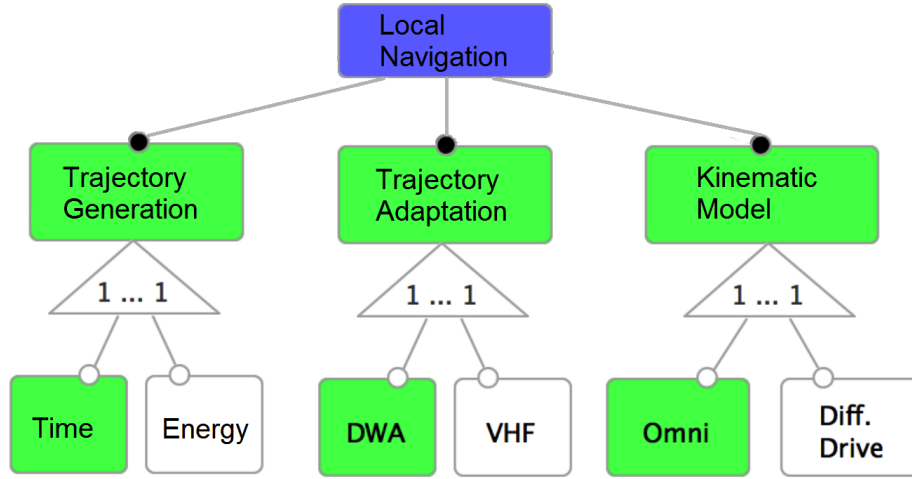 Local
Navigation
Trajectory
Generation
Trajectory
Adaptation
Kinematic
Model
1 ... 1
1 ... 1
1 ... 1
Time
Energy
DWA
VHF
Omni
Diff.
Drive